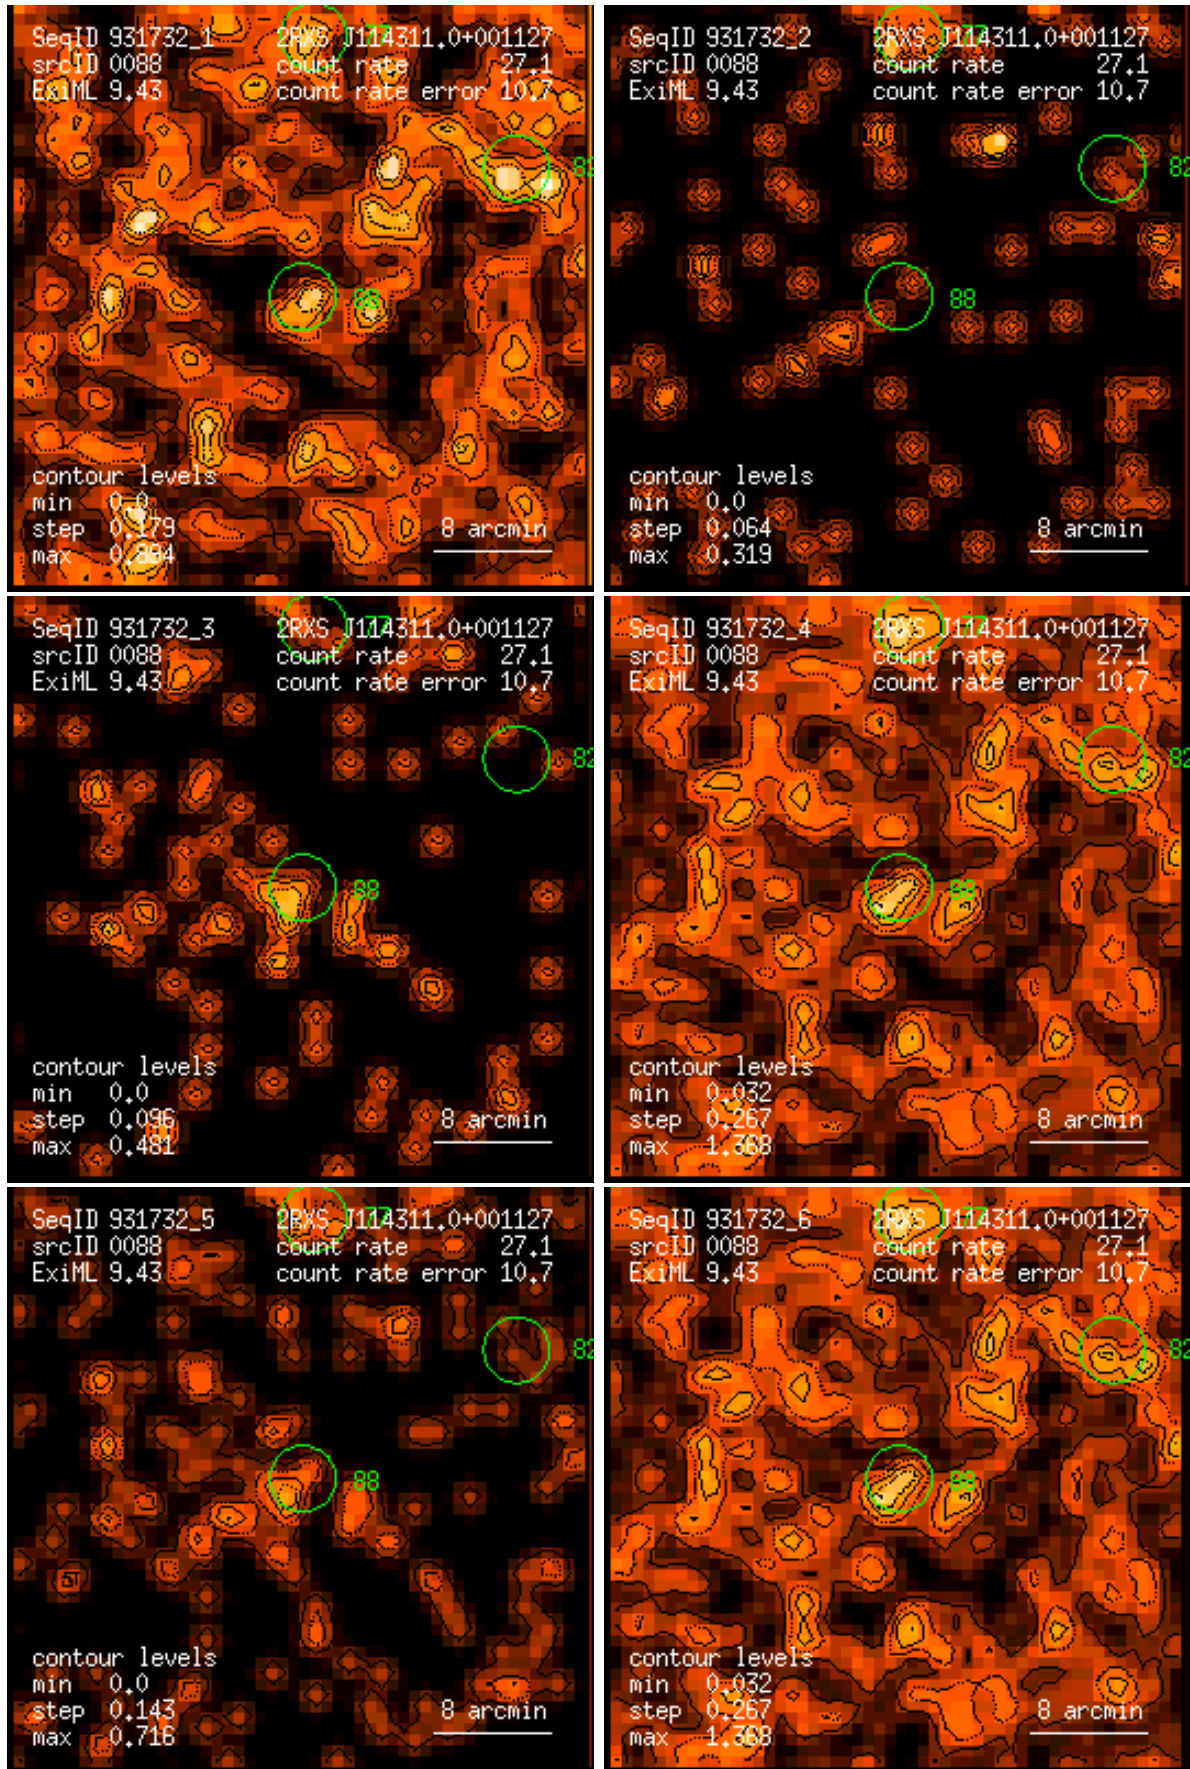 SeqID 931732_1 2RXS J114311.0+001127
srcID 0088 count rate 27.1
ExiML 9.43 count rate error 10.7
82
88
contour levels
min 0.0
step 0.179
max 0.894
8 arcmin
SeqID 931732_2 2RXS J114311.0+001127
srcID 0088 count rate 27.1
ExiML 9.43 count rate error 10.7
82
88
contour levels
min 0.0
step 0.064
max 0.319
8 arcmin
SeqID 931732_3 2RXS J114311.0+001127
srcID 0088 count rate 27.1
ExiML 9.43 count rate error 10.7
82
88
contour levels
min 0.0
step 0.096
max 0.481
8 arcmin
SeqID 931732_4 2RXS J114311.0+001127
srcID 0088 count rate 27.1
ExiML 9.43 count rate error 10.7
82
88
contour levels
min 0.032
step 0.267
max 1.368
8 arcmin
SeqID 931732_5 2RXS J114311.0+001127
srcID 0088 count rate 27.1
ExiML 9.43 count rate error 10.7
82
88
contour levels
min 0.0
step 0.143
max 0.716
8 arcmin
SeqID 931732_6 2RXS J114311.0+001127
srcID 0088 count rate 27.1
ExiML 9.43 count rate error 10.7
82
88
contour levels
min 0.032
step 0.267
max 1.368
8 arcmin